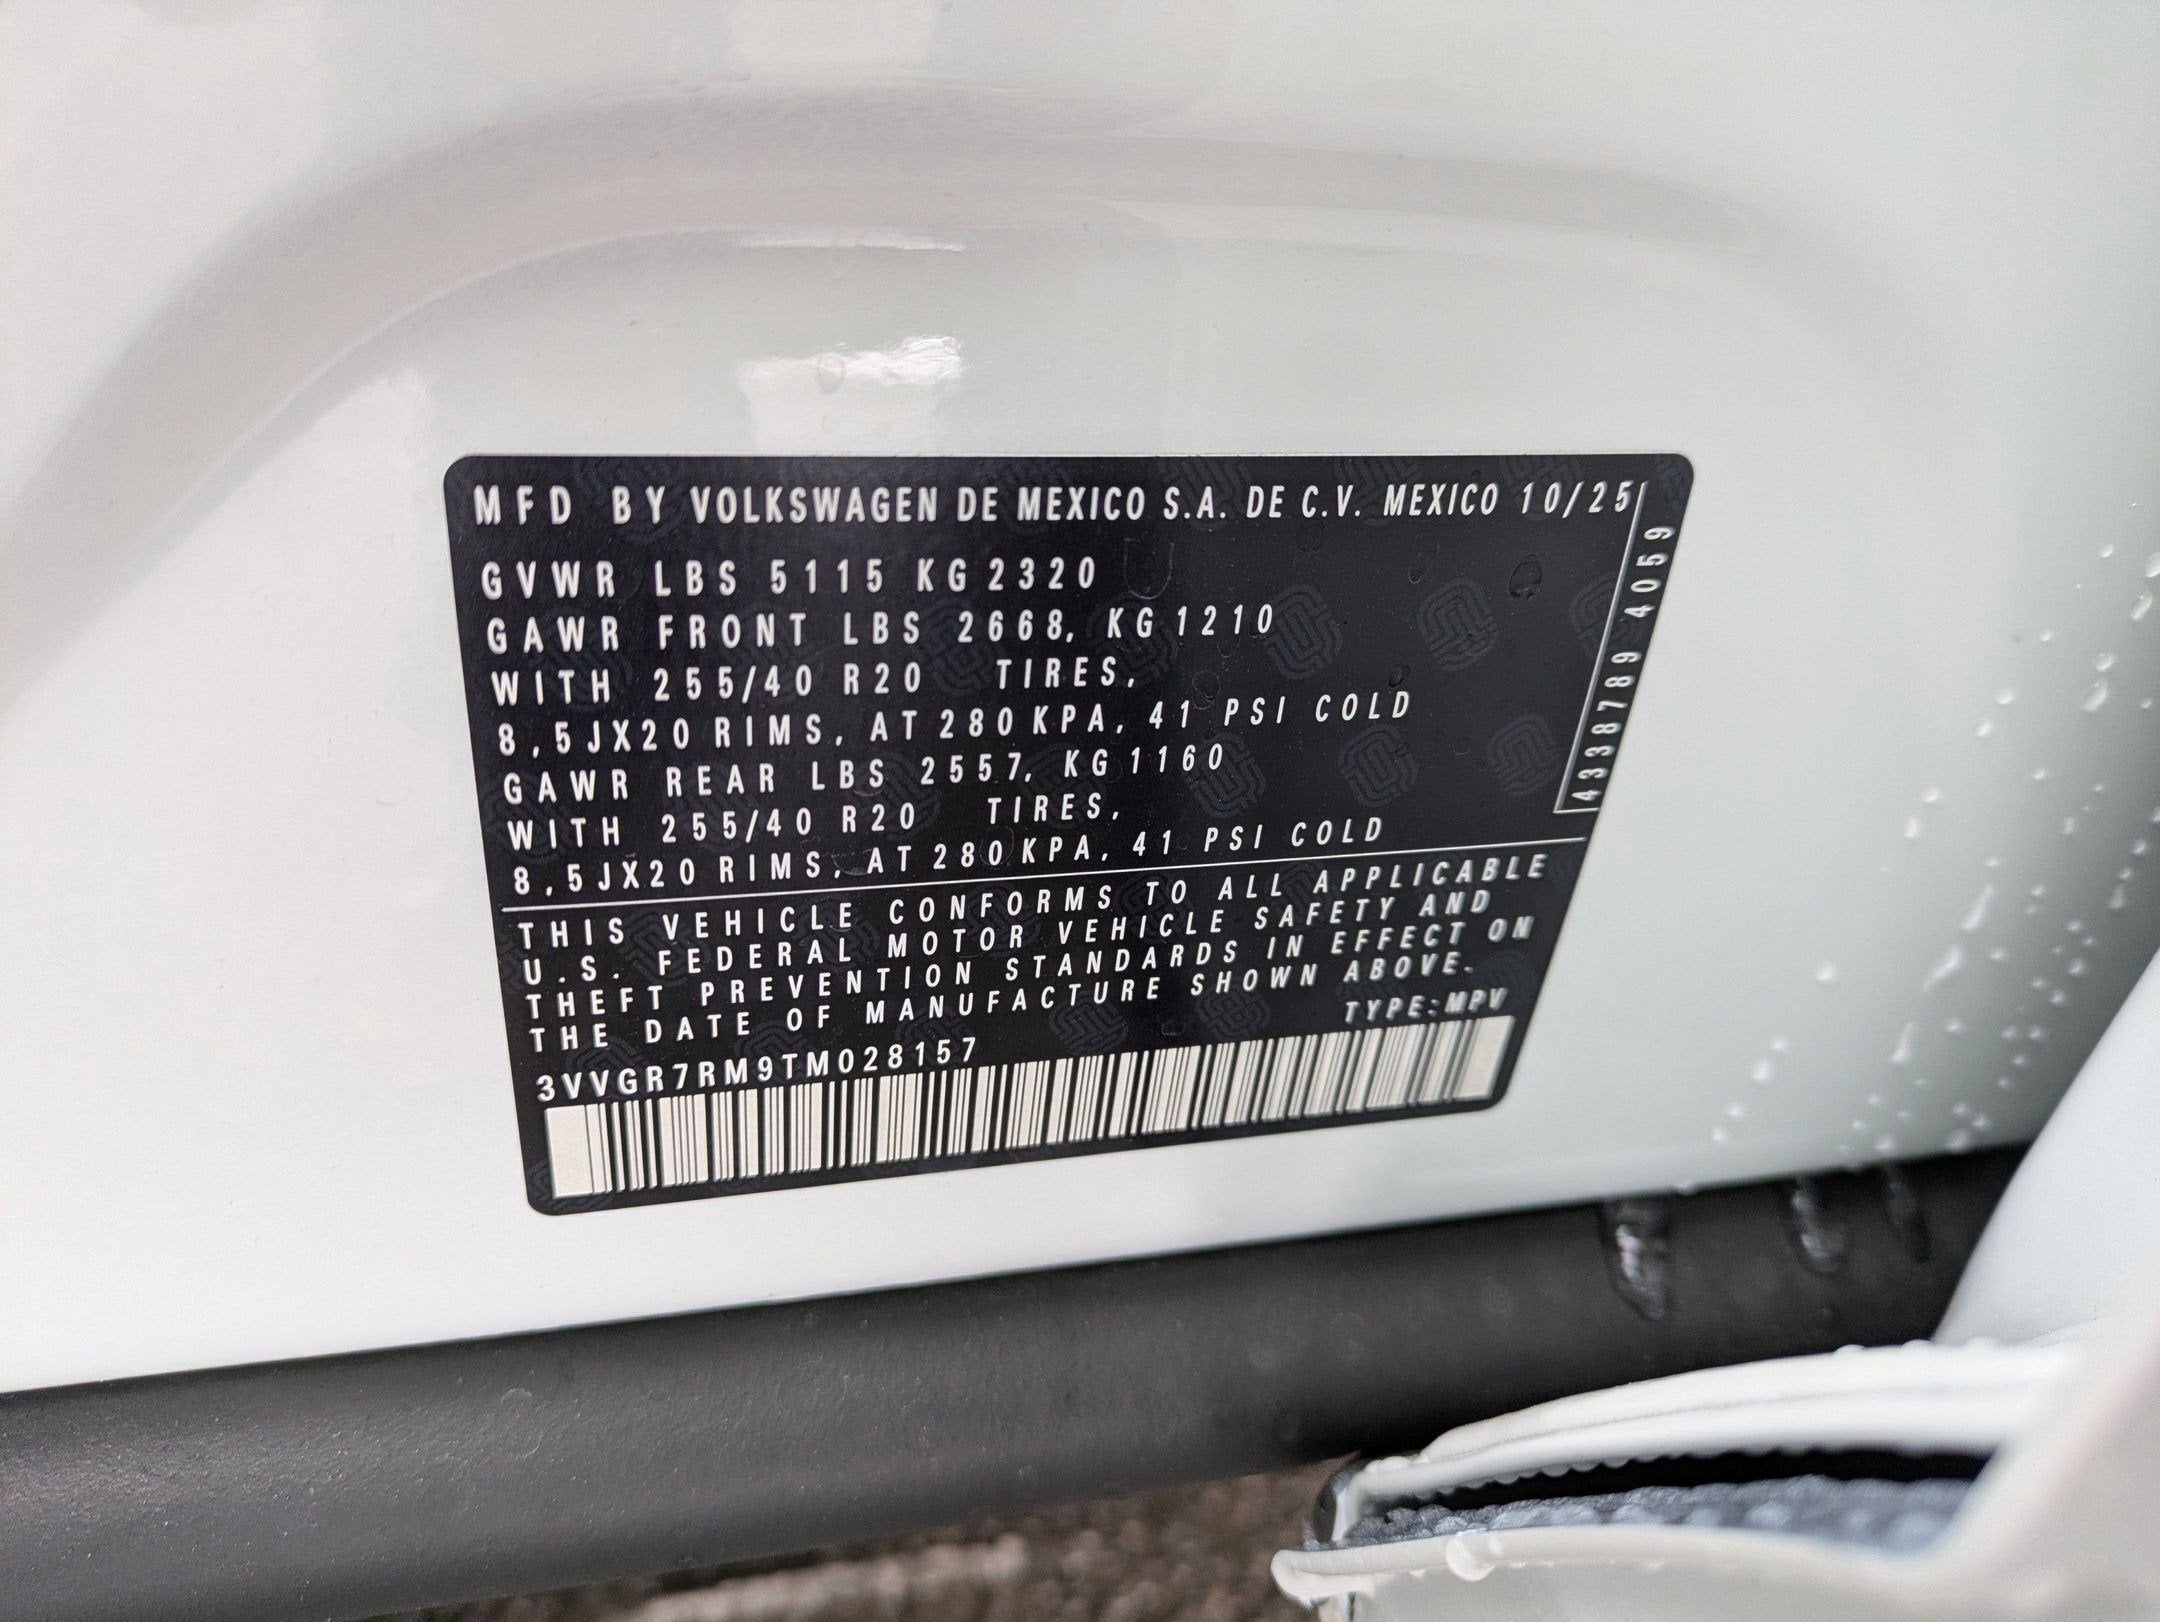 MFD BY VOLKSWAGEN DE MEXICO S.A. DE C.V. MEXICO 10/25
GVWR LBS 5115 KG 2320
GAWR FRONT LBS 2668, KG 1210
WITH 255/40 R20 TIRES,
8,5JX20 RIMS, AT 280 KPA, 41 PSI COLD
GAWR REAR LBS 2557, KG 1160
WITH 255/40 R20 TIRES,
8,5JX20 RIMS, AT 280 KPA, 41 PSI COLD
4338789 4059
THIS VEHICLE CONFORMS TO ALL APPLICABLE
U.S. FEDERAL MOTOR VEHICLE SAFETY AND
THEFT PREVENTION STANDARDS IN EFFECT ON
THE DATE OF MANUFACTURE SHOWN ABOVE.
TYPE:MPV
3VVGR7RM9TM028157